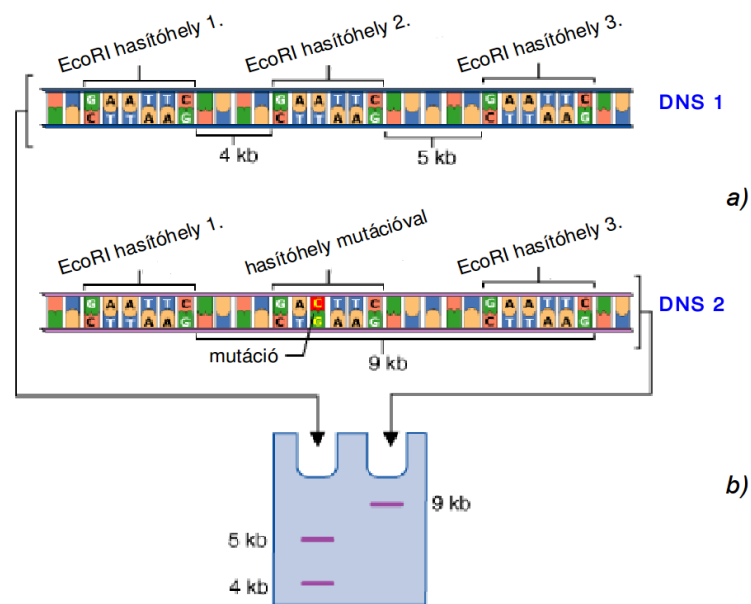 EcoRI hasítóhely 1.
EcoRI hasítóhely 2.
EcoRI hasítóhely 3.
G A A T T C
G A A T T C
G A A T T C
C T T A A G
C T T A A G
C T T A A G
DNS 1
4 kb
5 kb
a)
EcoRI hasítóhely 1.
hasítóhely mutációval
EcoRI hasítóhely 3.
G A A T T C
G A C T T C
G A A T T C
C T T A A G
C T G A A G
C T T A A G
DNS 2
mutáció
9 kb
b)
9 kb
5 kb
4 kb